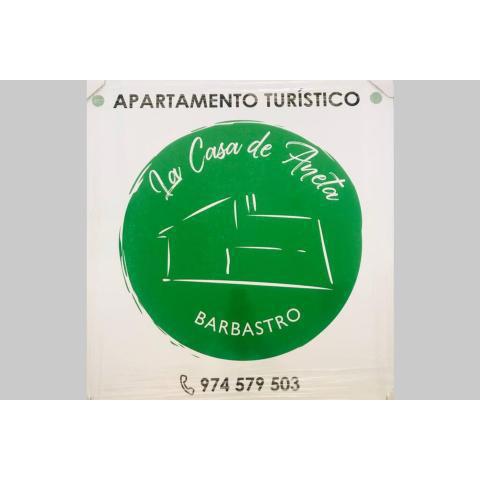 APARTAMENTO TURÍSTICO
La Casa de Aneta
BARBASTRO
974 579 503